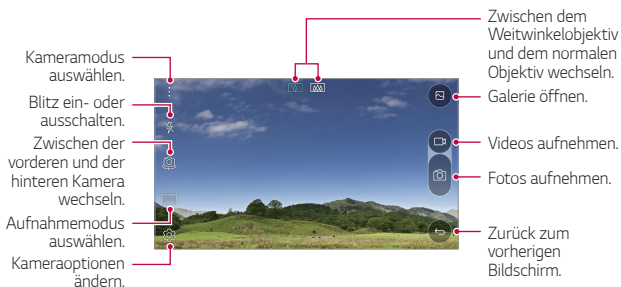 Kameramodus
auswählen.
Blitz ein- oder
ausschalten.
Zwischen der
vorderen und der
hinteren Kamera
wechseln.
Aufnahmemodus
auswählen.
Kameraoptionen
ändern.
Zwischen dem
Weitwinkelobjektiv
und dem normalen
Objektiv wechseln.
Galerie öffnen.
Videos aufnehmen.
Fotos aufnehmen.
Zurück zum
vorherigen
Bildschirm.